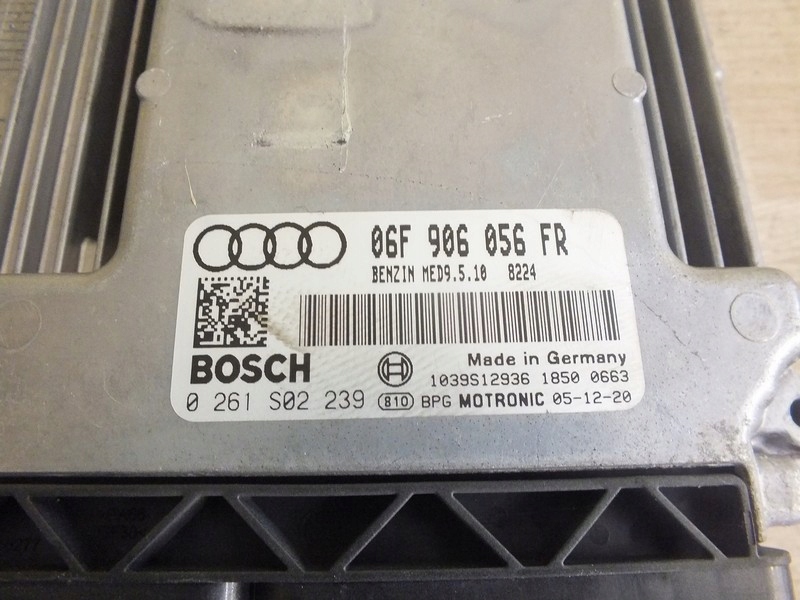 06F 906 056 FR
BENZIN MED9.5.10 8224
BOSCH
Made in Germany
1039S12936 1850 0663
0 261 S02 239 810 BPG MOTRONIC 05-12-20